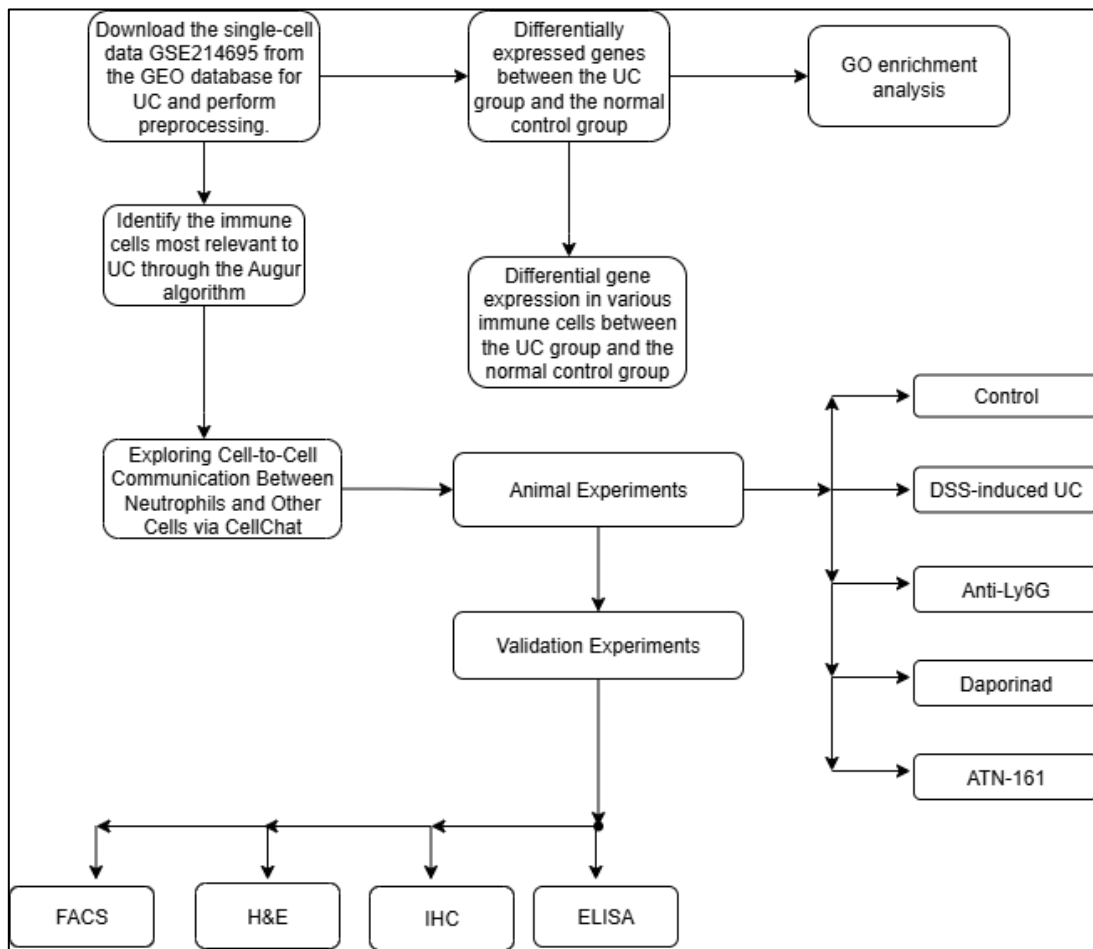 Download the single-cell
data GSE214695 from
the GEO database for
UC and perform
preprocessing.
Differentially
expressed genes
between the UC
group and the normal
control group
GO enrichment
analysis
Identify the immune
cells most relevant to
UC through the Augur
algorithm
Differential gene
expression in various
immune cells between
the UC group and the
normal control group
Exploring Cell-to-Cell
Communication Between
Neutrophils and Other
Cells via CellChat
Animal Experiments
Control
DSS-induced UC
Anti-Ly6G
Daporinad
ATN-161
Validation Experiments
FACS
H&E
IHC
ELISA